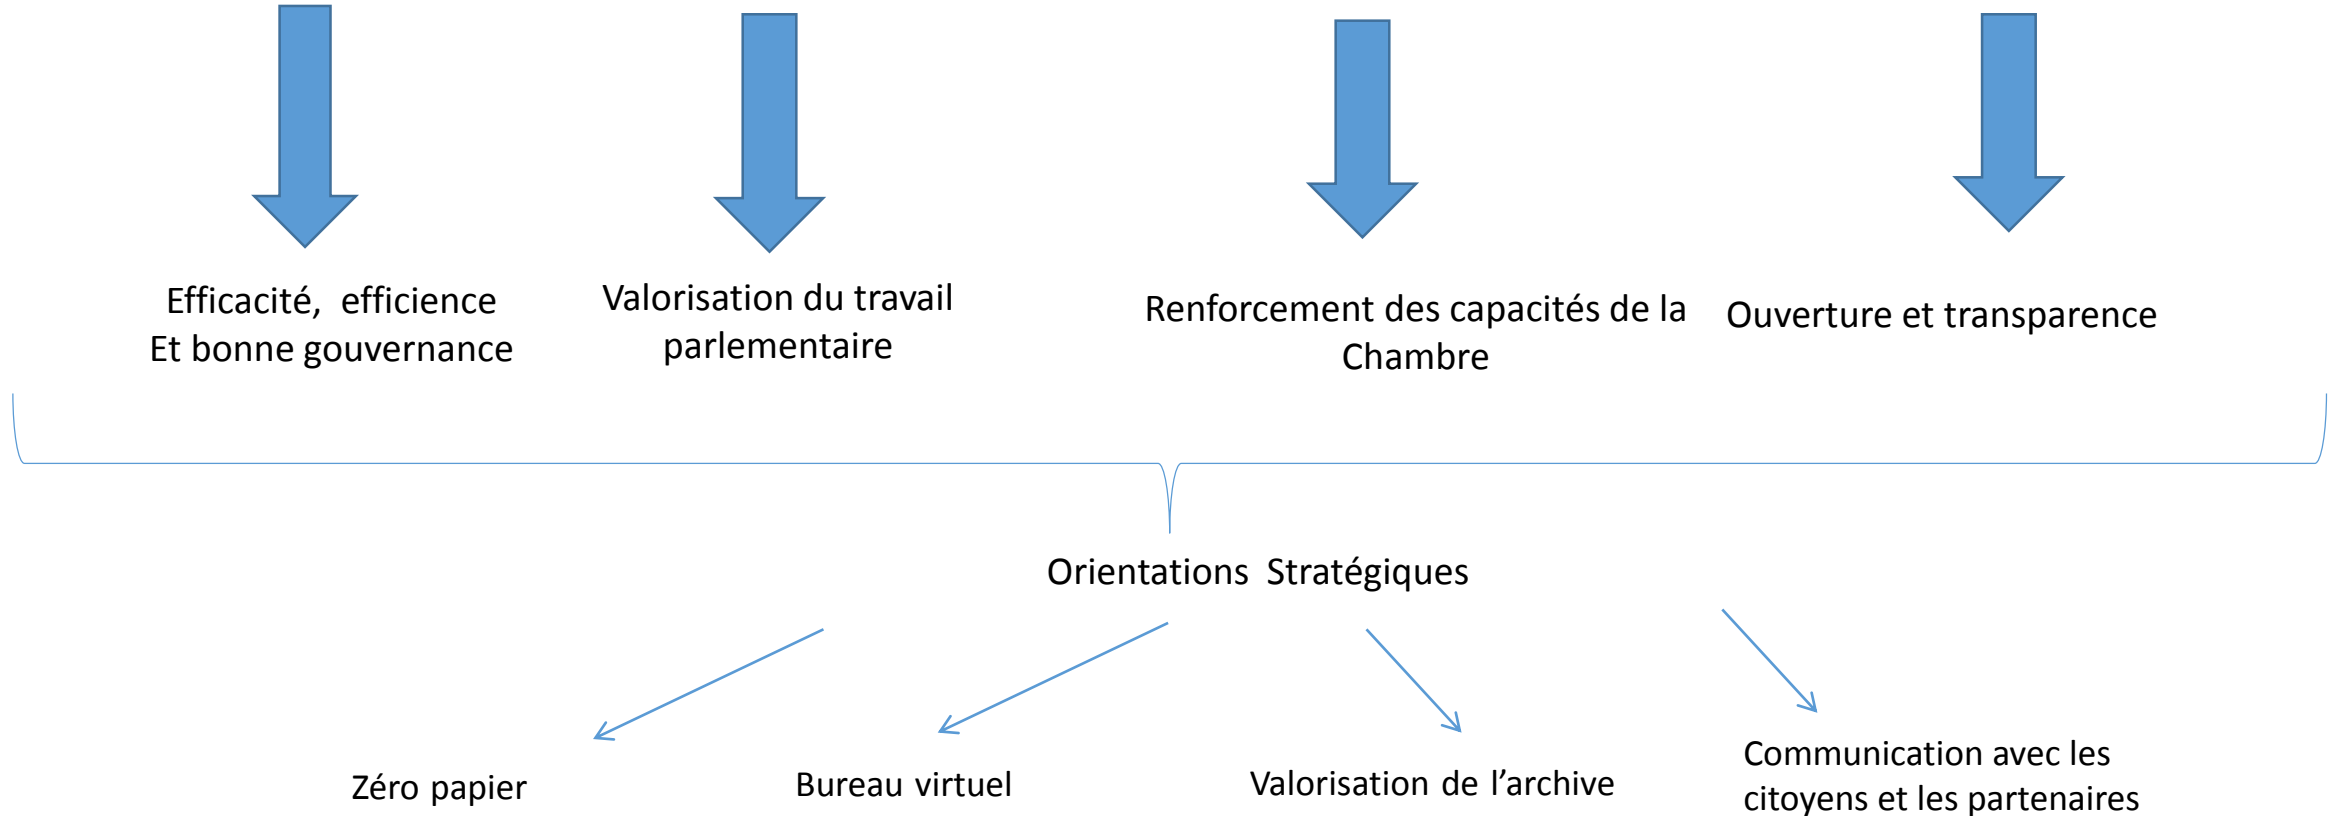 Efficacité, efficience
Et bonne gouvernance
Valorisation du travail
parlementaire
Renforcement des capacités de la
Chambre
Ouverture et transparence
Orientations Stratégiques
Zéro papier
Bureau virtuel
Valorisation de l’archive
Communication avec les
citoyens et les partenaires